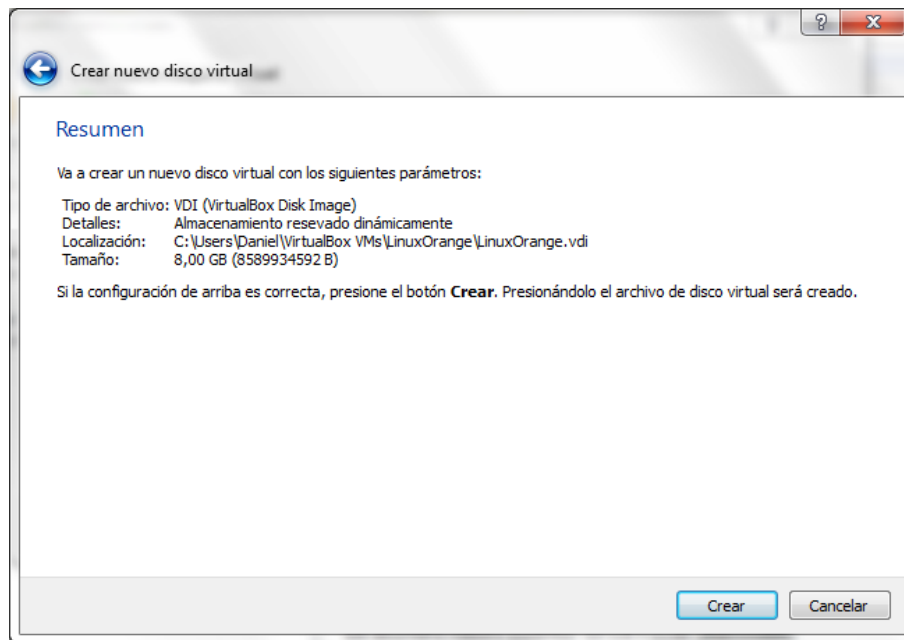 Crear nuevo disco virtual
Resumen
Va a crear un nuevo disco virtual con los siguientes parámetros:
Tipo de archivo: VDI (VirtualBox Disk Image)
Detalles: Almacenamiento resevado dinámicamente
Localización: C:\Users\Daniel\VirtualBox VMs\LinuxOrange\LinuxOrange.vdi
Tamaño: 8,00 GB (8589934592 B)
Si la configuración de arriba es correcta, presione el botón Crear. Presionándolo el archivo de disco virtual será creado.
Crear Cancelar